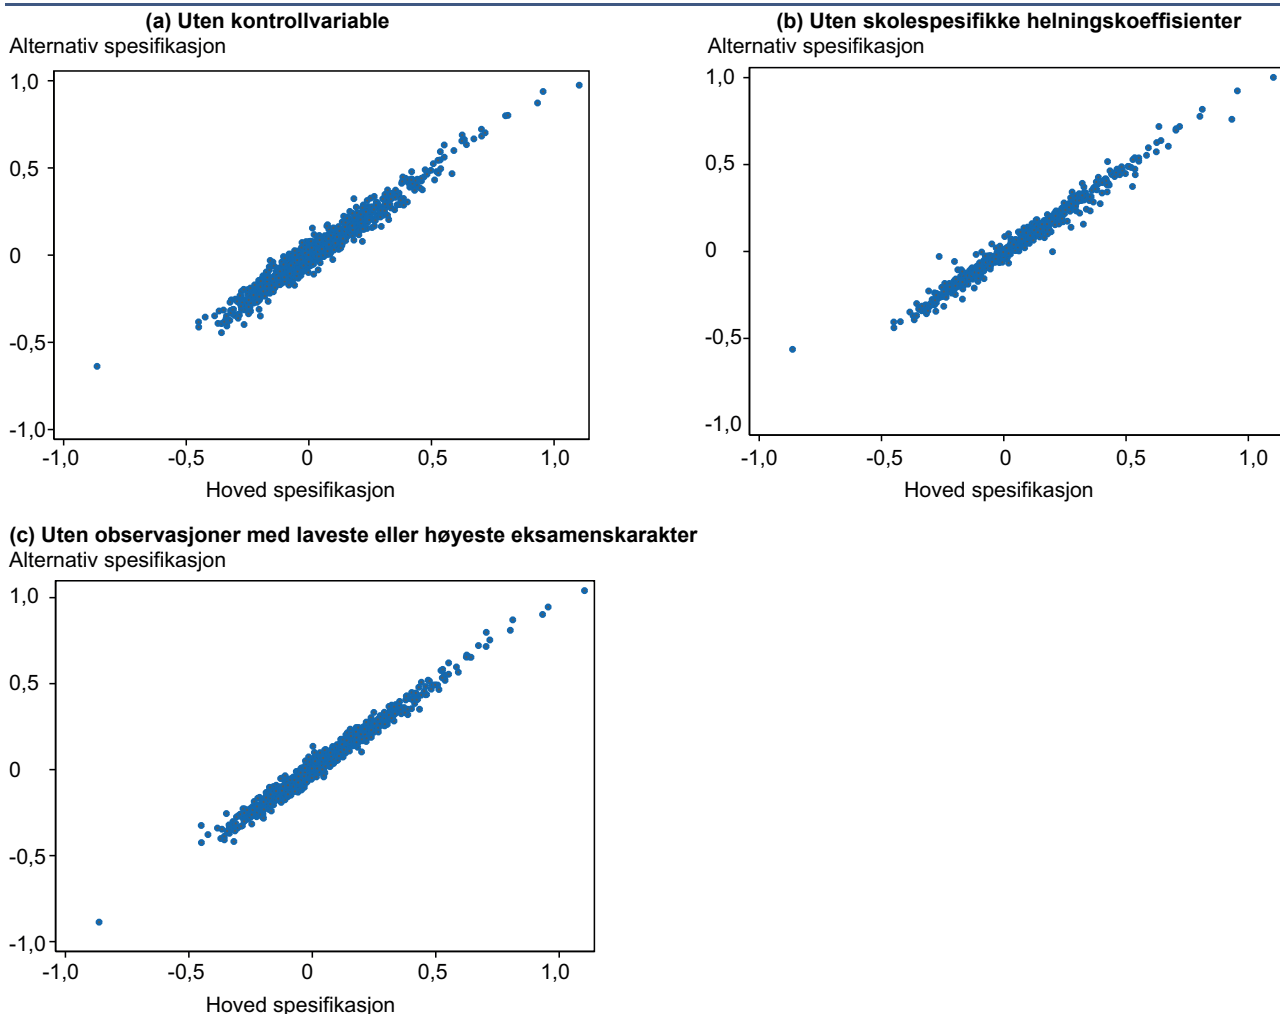 (a) Uten kontrollvariable
Alternativ spesifikasjon
1,0
0,5
0
-0,5
-1,0
-1,0 -0,5 0 0,5 1,0
Hoved spesifikasjon
(b) Uten skolespesifikke helningskoeffisienter
Alternativ spesifikasjon
1,0
0,5
0
-0,5
-1,0
-1,0 -0,5 0 0,5 1,0
Hoved spesifikasjon
(c) Uten observasjoner med laveste eller høyeste eksamenskarakter
Alternativ spesifikasjon
1,0
0,5
0
-0,5
-1,0
-1,0 -0,5 0 0,5 1,0
Hoved spesifikasjon